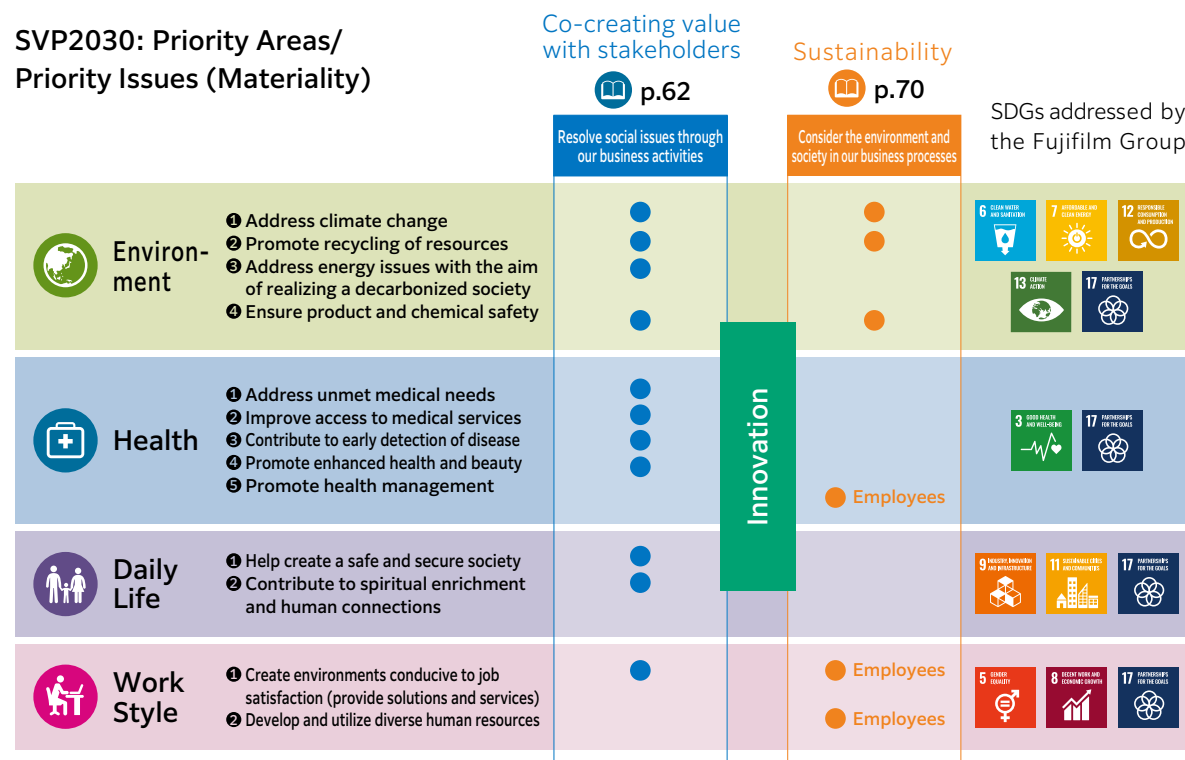 SVP2030: Priority Areas/
Priority Issues (Materiality)
Co-creating value
with stakeholders
p.62
Sustainability
p.70
SDGs addressed by
the Fujifilm Group
Resolve social issues through
our business activities
Consider the environment and
society in our business processes
Environ-
ment
❶ Address climate change
❷ Promote recycling of resources
❸ Address energy issues with the aim
of realizing a decarbonized society
❹ Ensure product and chemical safety
6 CLEAN WATER
AND SANITATION
7 AFFORDABLE AND
CLEAN ENERGY
12 RESPONSIBLE
CONSUMPTION
AND PRODUCTION
13 CLIMATE
ACTION
17 PARTNERSHIPS
FOR THE GOALS
Innovation
Health
❶ Address unmet medical needs
❷ Improve access to medical services
❸ Contribute to early detection of disease
❹ Promote enhanced health and beauty
❺ Promote health management
Employees
3 GOOD HEALTH
AND WELL-BEING
17 PARTNERSHIPS
FOR THE GOALS
Daily
Life
❶ Help create a safe and secure society
❷ Contribute to spiritual enrichment
and human connections
9 INDUSTRY, INNOVATION
AND INFRASTRUCTURE
11 SUSTAINABLE CITIES
AND COMMUNITIES
17 PARTNERSHIPS
FOR THE GOALS
Work
Style
❶ Create environments conducive to job
satisfaction (provide solutions and services)
❷ Develop and utilize diverse human resources
Employees
Employees
5 GENDER
EQUALITY
8 DECENT WORK AND
ECONOMIC GROWTH
17 PARTNERSHIPS
FOR THE GOALS